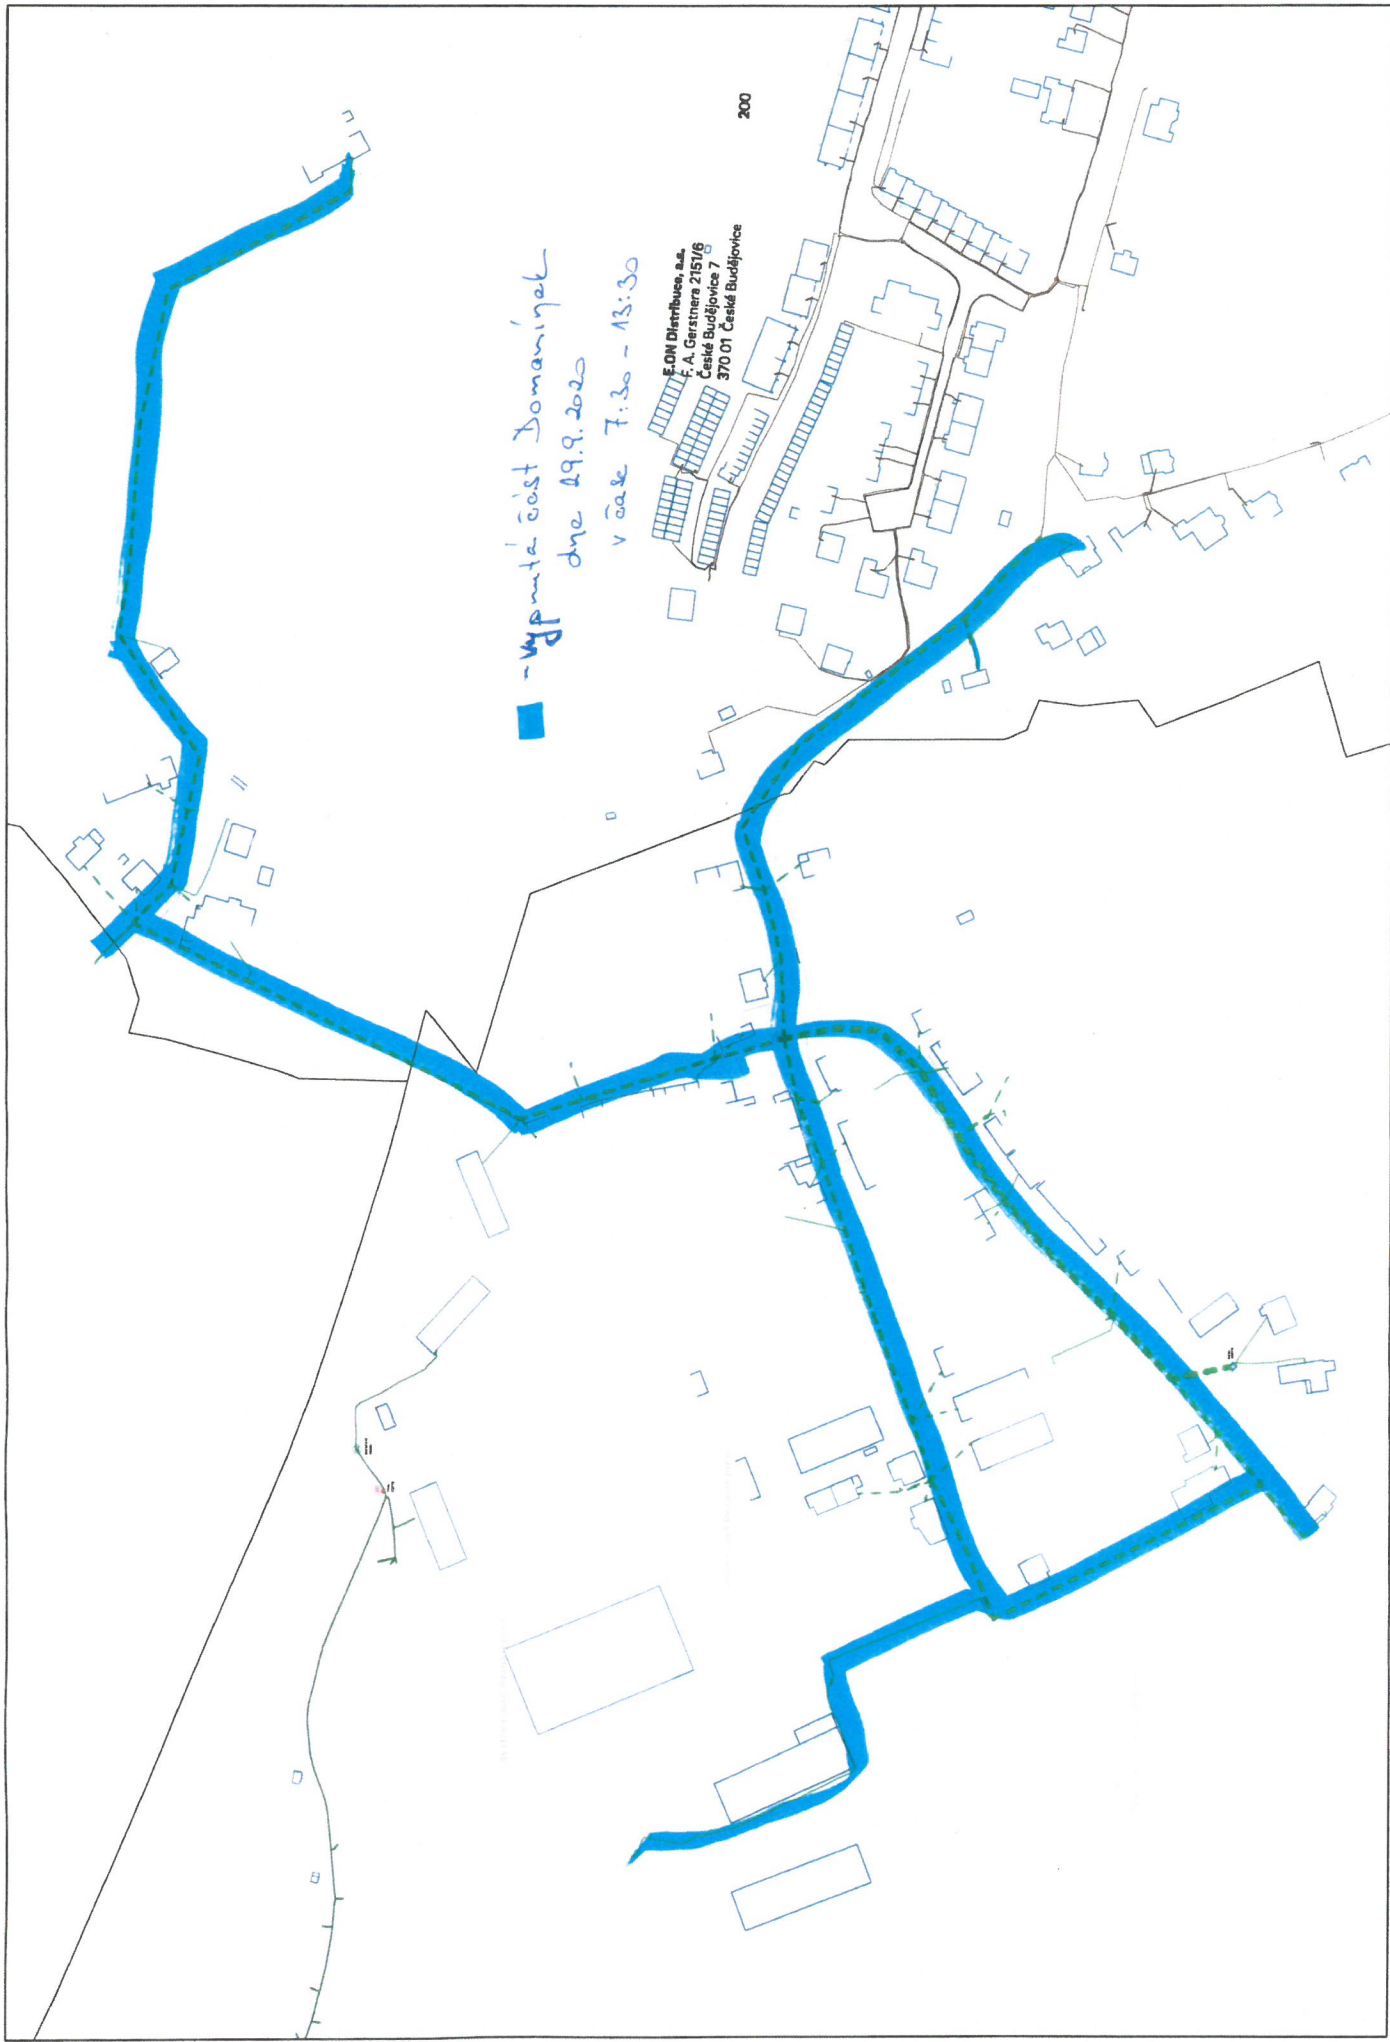 - Vypnutá část Domanínek
dne 29.9.2020
v čase 7:30 - 13:30
E.ON Distribuce, a.s.
F. A. Gerstnera 2151/6
České Budějovice 7
370 01 České Budějovice
200